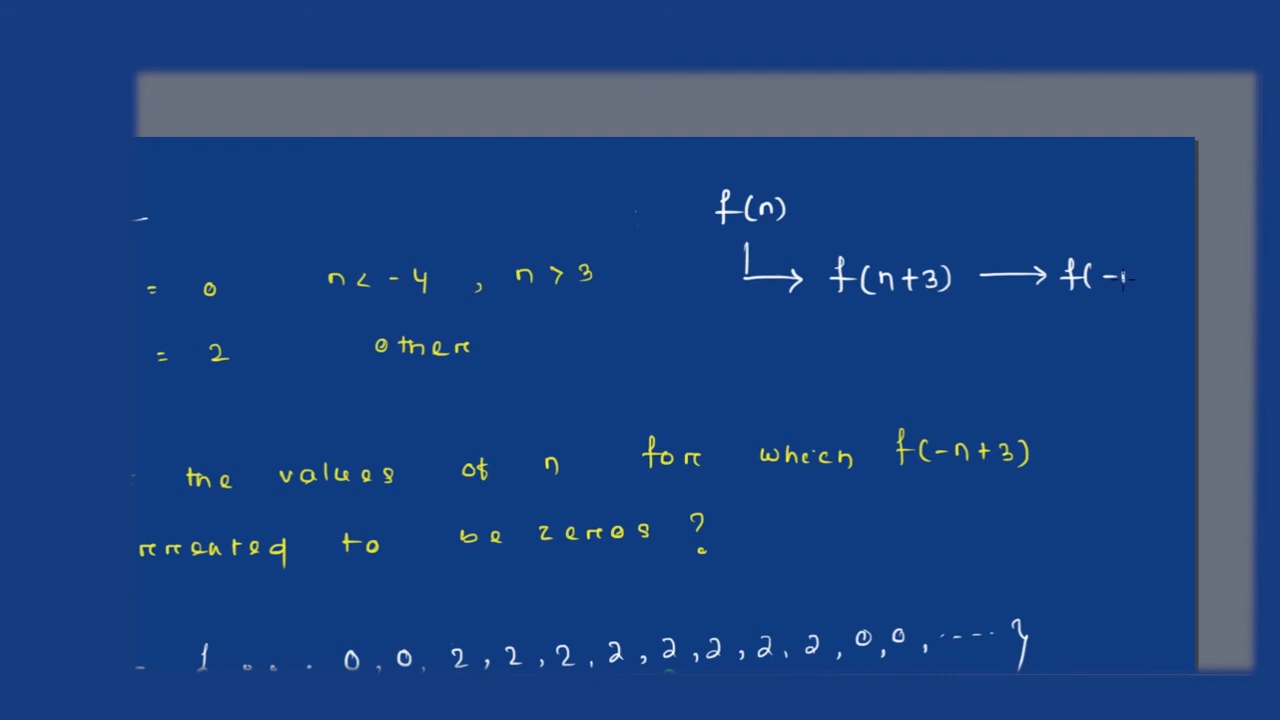 f(n)
f(n+3) → f(-
= 0 n < -4 , n > 3
= 2 other
the values of n for which f(-n+3)
to be zeros ?
{ ... 0, 0, 2, 2, 2, 2, 2, 2, 2, 2, 0, 0, ---- }